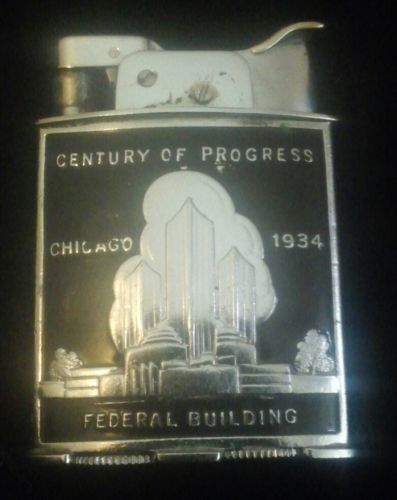 CENTURY OF PROGRESS
CHICAGO 1934
FEDERAL BUILDING